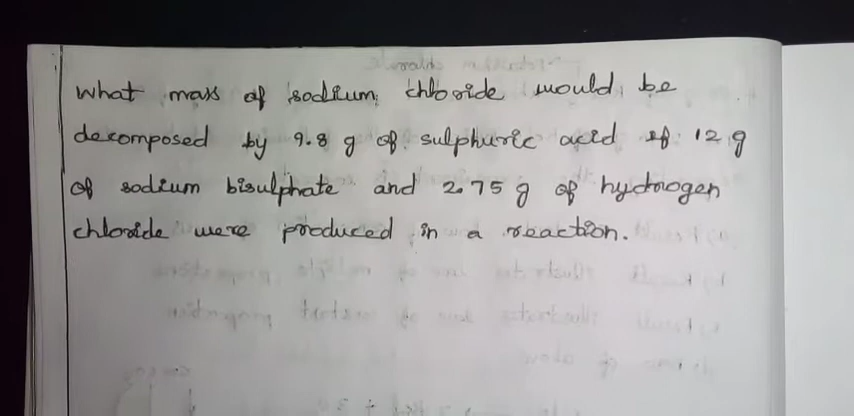 What mass of sodium chloride would be
decomposed by 9.8 g of sulphuric acid if 12 g
of sodium bisulphate and 2.75 g of hydrogen
chloride were produced in a reaction.